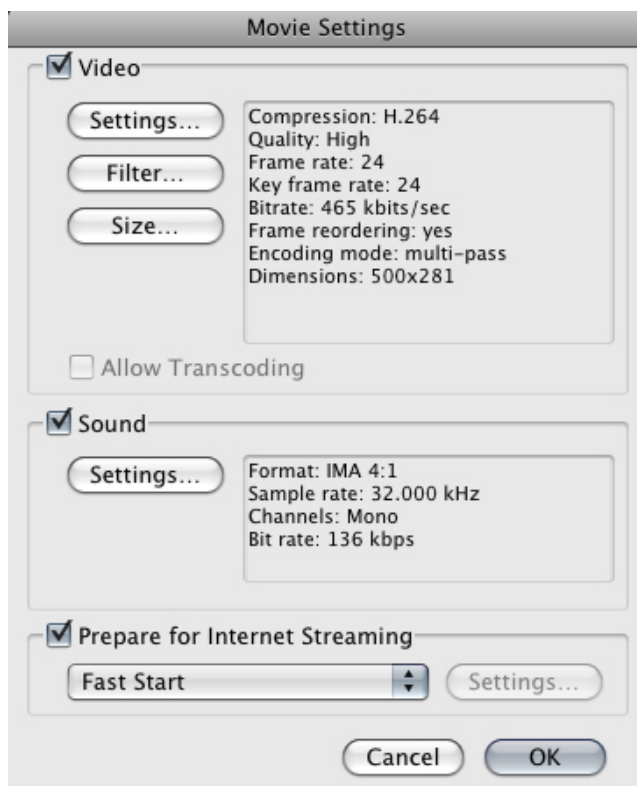 Movie Settings
Video
Settings...
Filter...
Size...
Compression: H.264
Quality: High
Frame rate: 24
Key frame rate: 24
Bitrate: 465 kbits/sec
Frame reordering: yes
Encoding mode: multi-pass
Dimensions: 500x281
Allow Transcoding
Sound
Settings...
Format: IMA 4:1
Sample rate: 32.000 kHz
Channels: Mono
Bit rate: 136 kbps
Prepare for Internet Streaming
Fast Start
Settings...
Cancel
OK